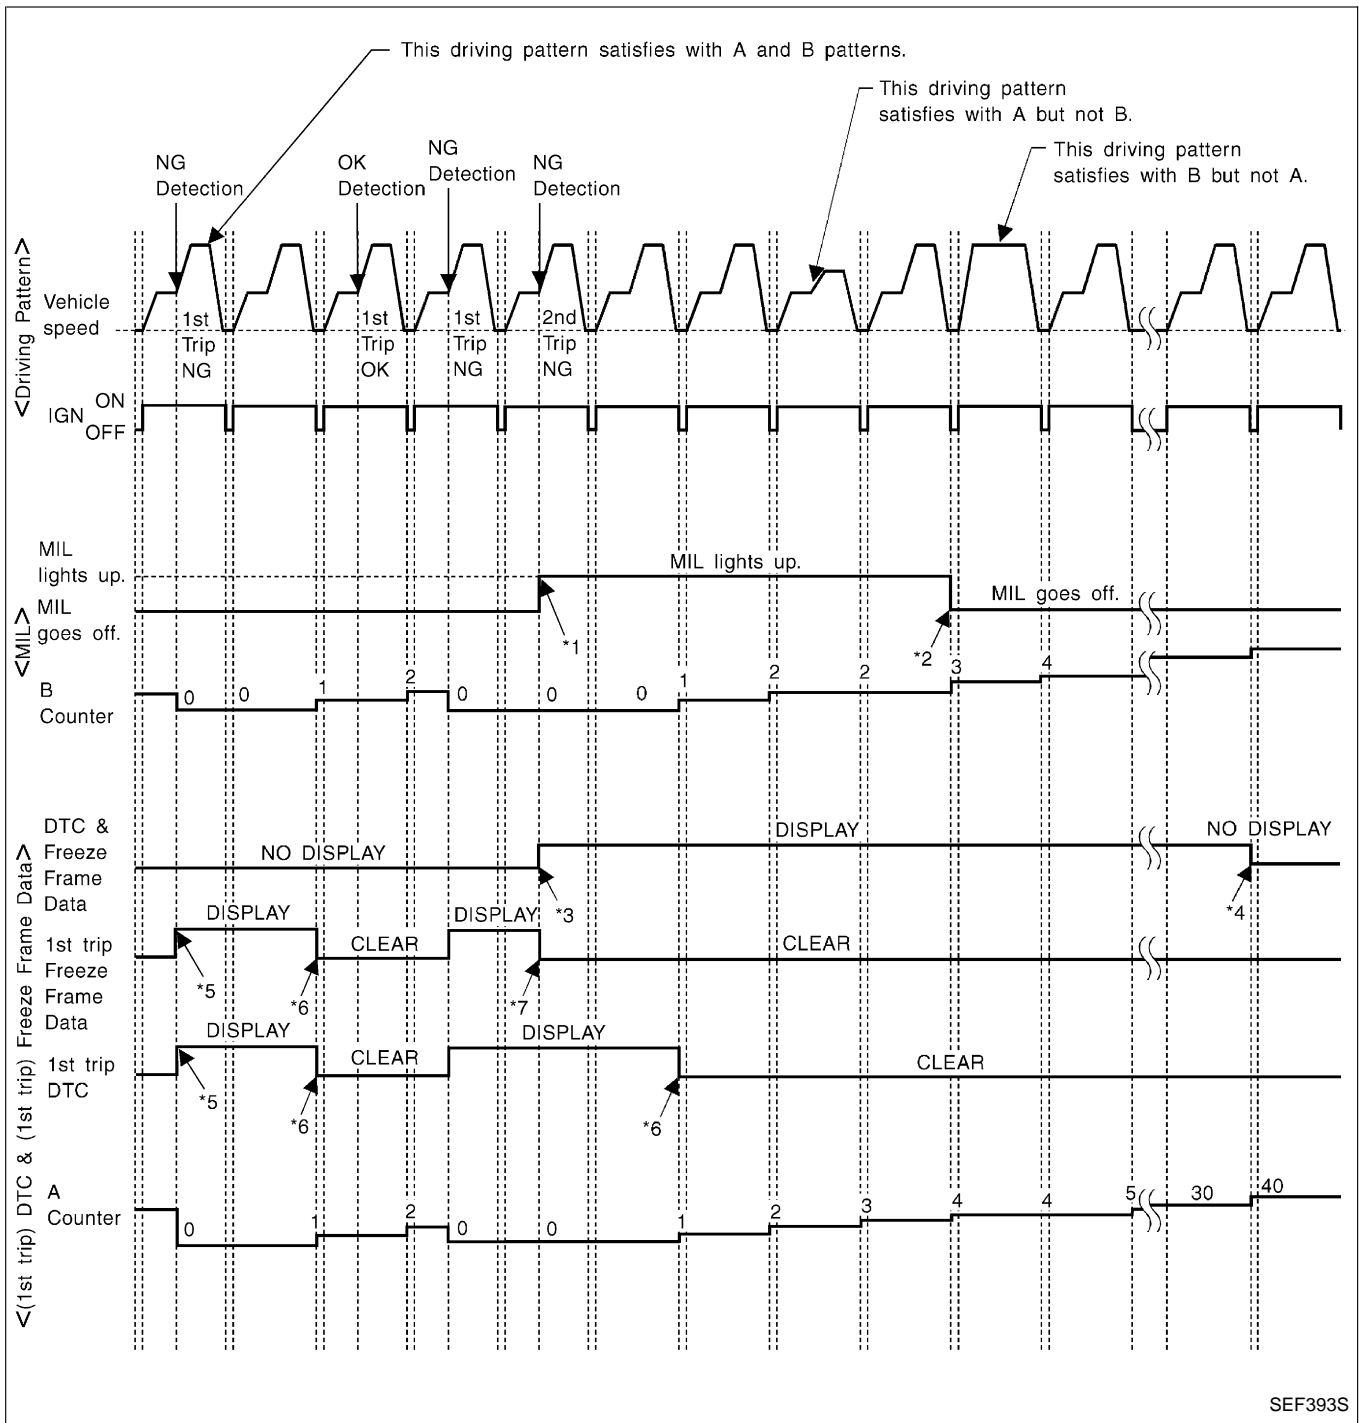 This driving pattern satisfies with A and B patterns.
This driving pattern
satisfies with A but not B.
This driving pattern
satisfies with B but not A.
NG
Detection
OK
Detection
NG
Detection
NG
Detection
<Driving Pattern>
Vehicle
speed
1st
Trip
NG
1st
Trip
OK
1st
Trip
NG
2nd
Trip
NG
IGN
ON
OFF
<MIL>
MIL
lights up.
MIL lights up.
MIL
goes off.
MIL goes off.
*1
*2
B
Counter
0 0 1 2 0 0 0 1 2 2 3 4
<(1st trip) DTC & (1st trip) Freeze Frame Data>
DTC &
Freeze
Frame
Data
NO DISPLAY
DISPLAY
NO DISPLAY
*3
*4
1st trip
Freeze
Frame
Data
DISPLAY
CLEAR
DISPLAY
CLEAR
*5
*6
*7
1st trip
DTC
DISPLAY
CLEAR
DISPLAY
CLEAR
*5
*6
*6
A
Counter
0 1 2 0 0 1 2 3 4 4 5 30 40
SEF393S